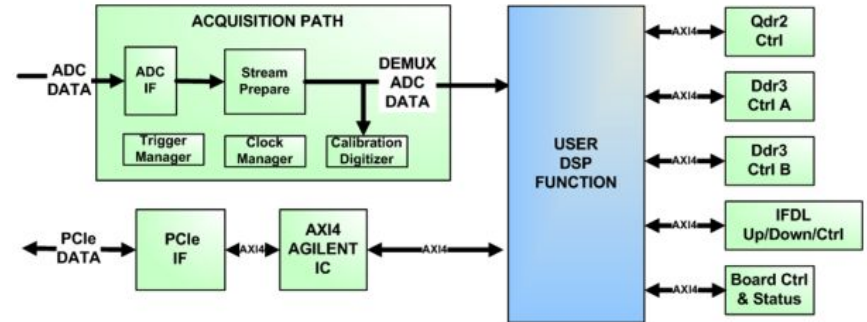 ACQUISITION PATH
ADC
DATA
ADC
IF
Stream
Prepare
DEMUX
ADC
DATA
Trigger
Manager
Clock
Manager
Calibration
Digitizer
PCIe
DATA
PCIe
IF
AXI4
AXI4
AGILENT
IC
AXI4
USER
DSP
FUNCTION
AXI4
Qdr2
Ctrl
AXI4
Ddr3
Ctrl A
AXI4
Ddr3
Ctrl B
AXI4
IFDL
Up/Down/Ctrl
AXI4
Board Ctrl
& Status